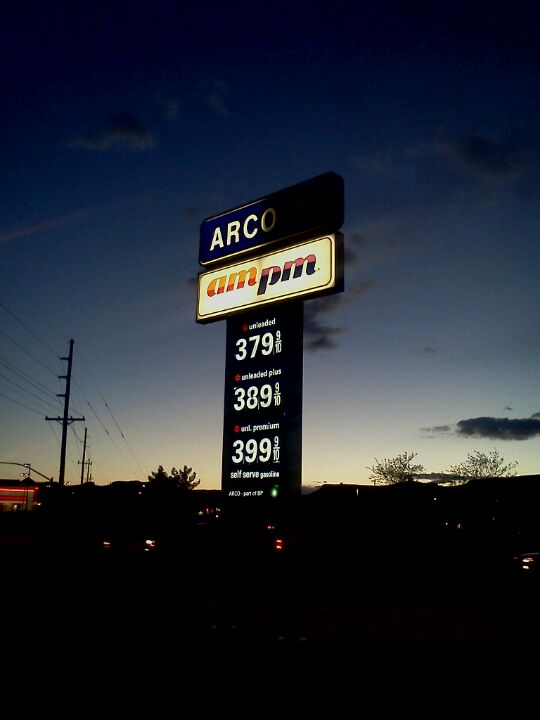 ARCO
ampm
unleaded
379 9/10
unleaded plus
389 9/10
unl. premium
399 9/10
self serve gasoline
ARCO - part of BP